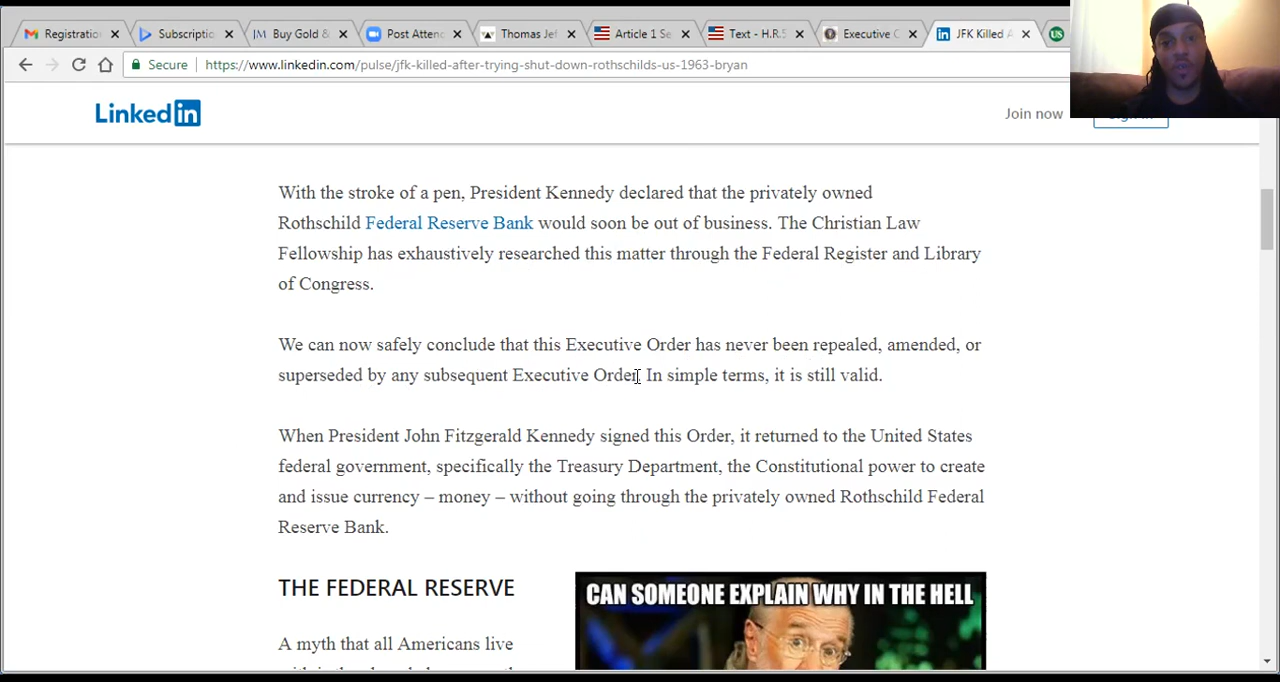 Registratio
Subscriptio
JM Buy Gold &
Post Attend
Thomas Jef
Article 1 Se
Text - H.R.5
Executive O
in JFK Killed A
US
Secure https://www.linkedin.com/pulse/jfk-killed-after-trying-shut-down-rothschilds-us-1963-bryan
Linkedin
Join now
With the stroke of a pen, President Kennedy declared that the privately owned
Rothschild Federal Reserve Bank would soon be out of business. The Christian Law
Fellowship has exhaustively researched this matter through the Federal Register and Library
of Congress.
We can now safely conclude that this Executive Order has never been repealed, amended, or
superseded by any subsequent Executive Order. In simple terms, it is still valid.
When President John Fitzgerald Kennedy signed this Order, it returned to the United States
federal government, specifically the Treasury Department, the Constitutional power to create
and issue currency – money – without going through the privately owned Rothschild Federal
Reserve Bank.
THE FEDERAL RESERVE
A myth that all Americans live
CAN SOMEONE EXPLAIN WHY IN THE HELL